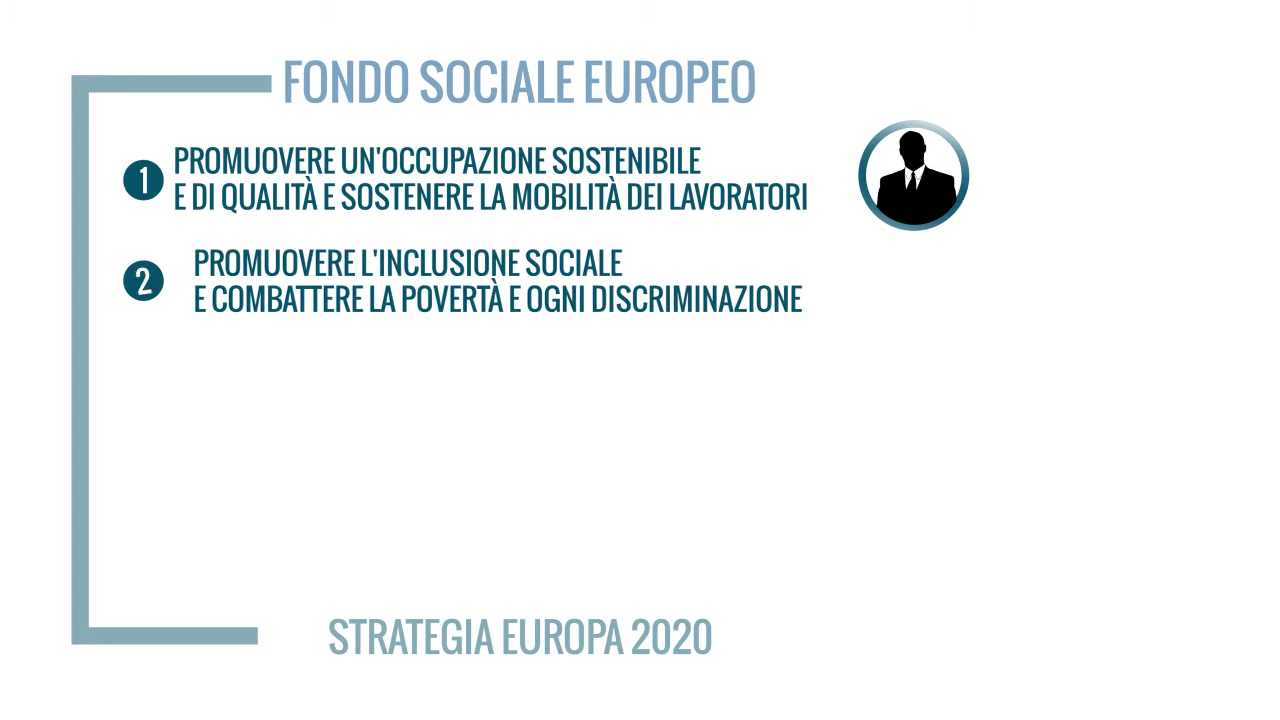 FONDO SOCIALE EUROPEO
1 PROMUOVERE UN'OCCUPAZIONE SOSTENIBILE
E DI QUALITÀ E SOSTENERE LA MOBILITÀ DEI LAVORATORI
2 PROMUOVERE L'INCLUSIONE SOCIALE
E COMBATTERE LA POVERTÀ E OGNI DISCRIMINAZIONE
STRATEGIA EUROPA 2020